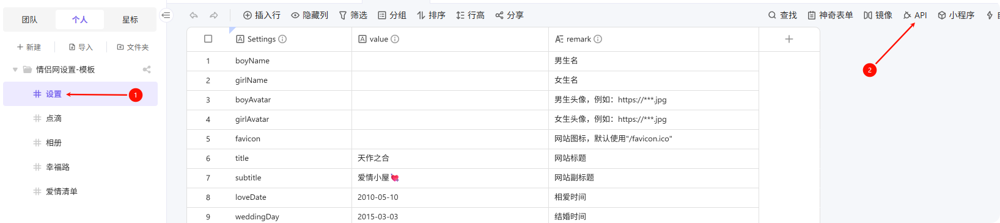 团队 个人 星标
新建 导入 文件夹
情侣网设置-模板
设置 1
点滴
相册
幸福路
爱情清单
插入行 隐藏列 筛选 分组 排序 行高 分享 查找 神奇表单 镜像 API 小程序
2
Settings value remark
1 boyName 男生名
2 girlName 女生名
3 boyAvatar 男生头像，例如：https://***.jpg
4 girlAvatar 女生头像，例如：https://***.jpg
5 favicon 网站图标，默认使用"/favicon.ico"
6 title 天作之合 网站标题
7 subtitle 爱情小屋💘 网站副标题
8 loveDate 2010-05-10 相爱时间
9 weddingDay 2015-03-03 结婚时间